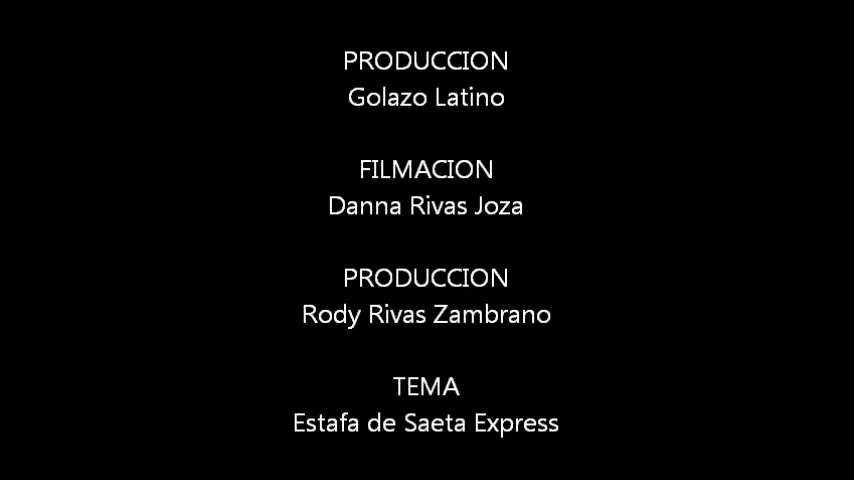 PRODUCCION
Golazo Latino
FILMACION
Danna Rivas Joza
PRODUCCION
Rody Rivas Zambrano
TEMA
Estafa de Saeta Express